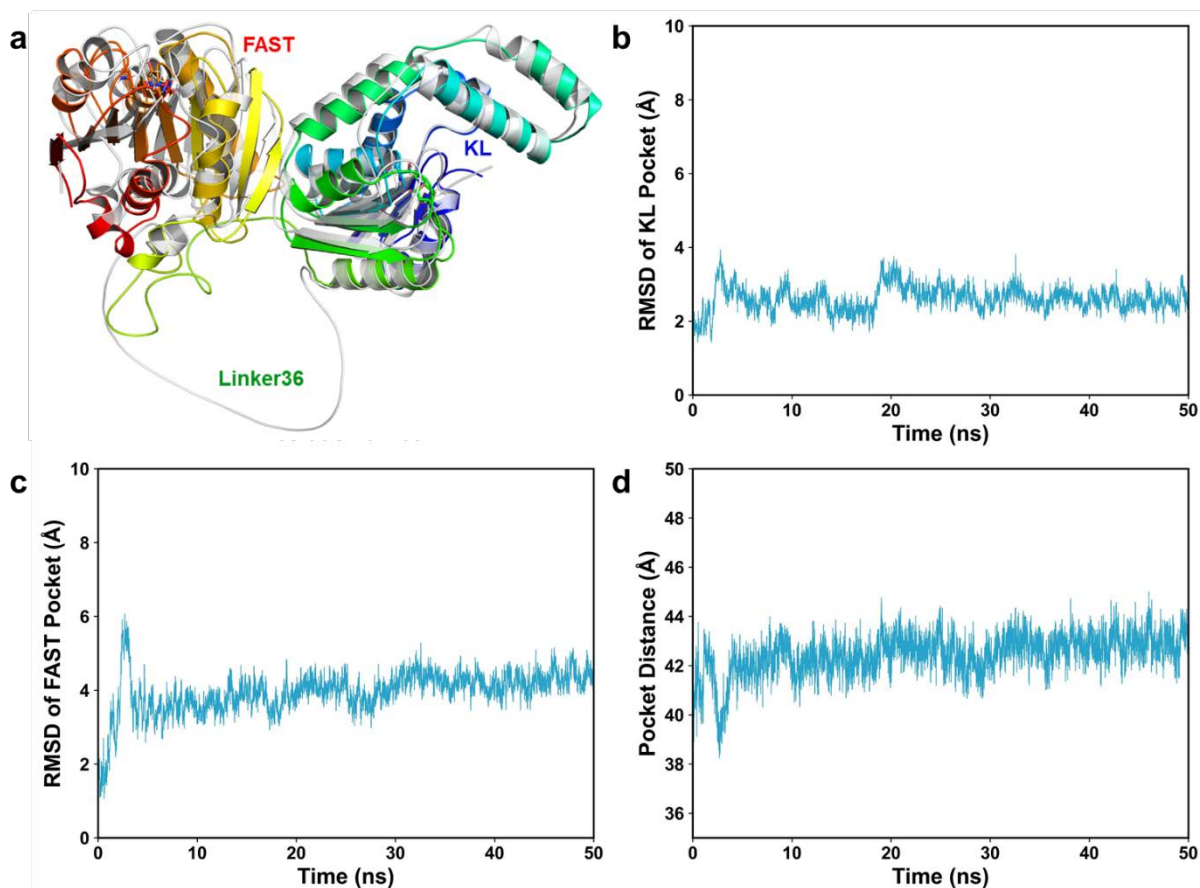 a
FAST
KL
Linker36
b
RMSD of KL Pocket (Å)
10
8
6
4
2
0
0 10 20 30 40 50
Time (ns)
c
RMSD of FAST Pocket (Å)
10
8
6
4
2
0
0 10 20 30 40 50
Time (ns)
d
Pocket Distance (Å)
50
48
46
44
42
40
38
36
0 10 20 30 40 50
Time (ns)